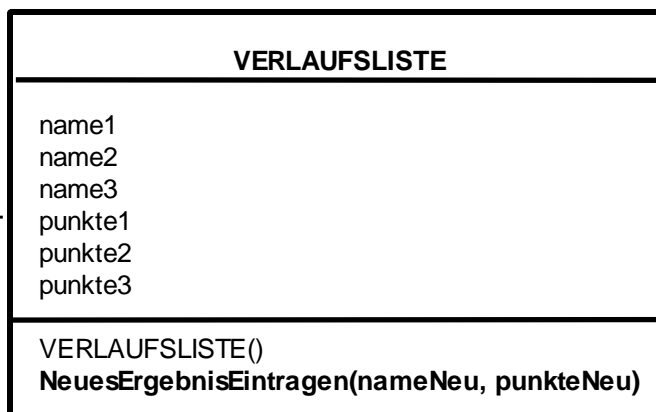 VERLAUFSLISTE
name1
name2
name3
punkte1
punkte2
punkte3
VERLAUFSLISTE()
NeuesErgebnisEintragen(nameNeu, punkteNeu)